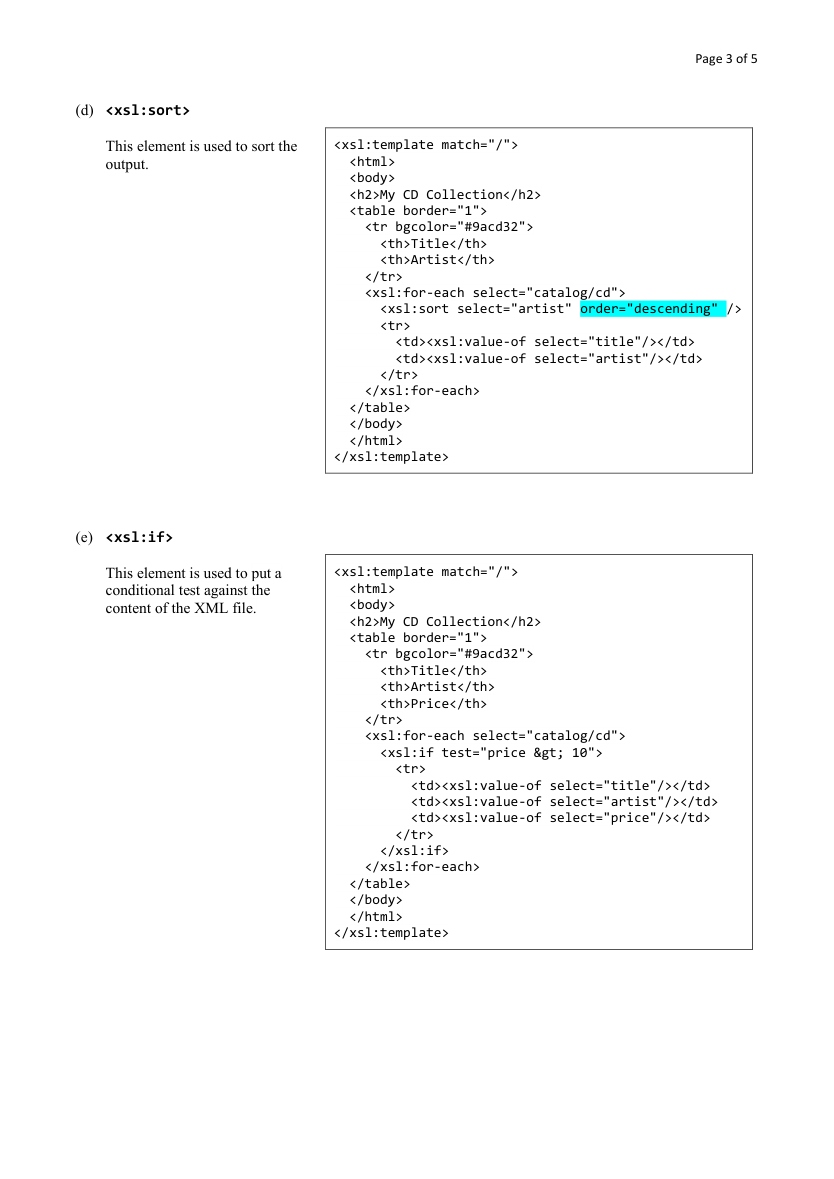 Page 3 of 5
(d) <xsl:sort>
This element is used to sort the
output.
<xsl:template match="/">
  <html>
  <body>
  <h2>My CD Collection</h2>
  <table border="1">
    <tr bgcolor="#9acd32">
      <th>Title</th>
      <th>Artist</th>
    </tr>
    <xsl:for-each select="catalog/cd">
      <xsl:sort select="artist" order="descending" />
      <tr>
        <td><xsl:value-of select="title"/></td>
        <td><xsl:value-of select="artist"/></td>
      </tr>
    </xsl:for-each>
  </table>
  </body>
  </html>
</xsl:template>
(e) <xsl:if>
This element is used to put a
conditional test against the
content of the XML file.
<xsl:template match="/">
  <html>
  <body>
  <h2>My CD Collection</h2>
  <table border="1">
    <tr bgcolor="#9acd32">
      <th>Title</th>
      <th>Artist</th>
      <th>Price</th>
    </tr>
    <xsl:for-each select="catalog/cd">
      <xsl:if test="price &gt; 10">
        <tr>
          <td><xsl:value-of select="title"/></td>
          <td><xsl:value-of select="artist"/></td>
          <td><xsl:value-of select="price"/></td>
        </tr>
      </xsl:if>
    </xsl:for-each>
  </table>
  </body>
  </html>
</xsl:template>